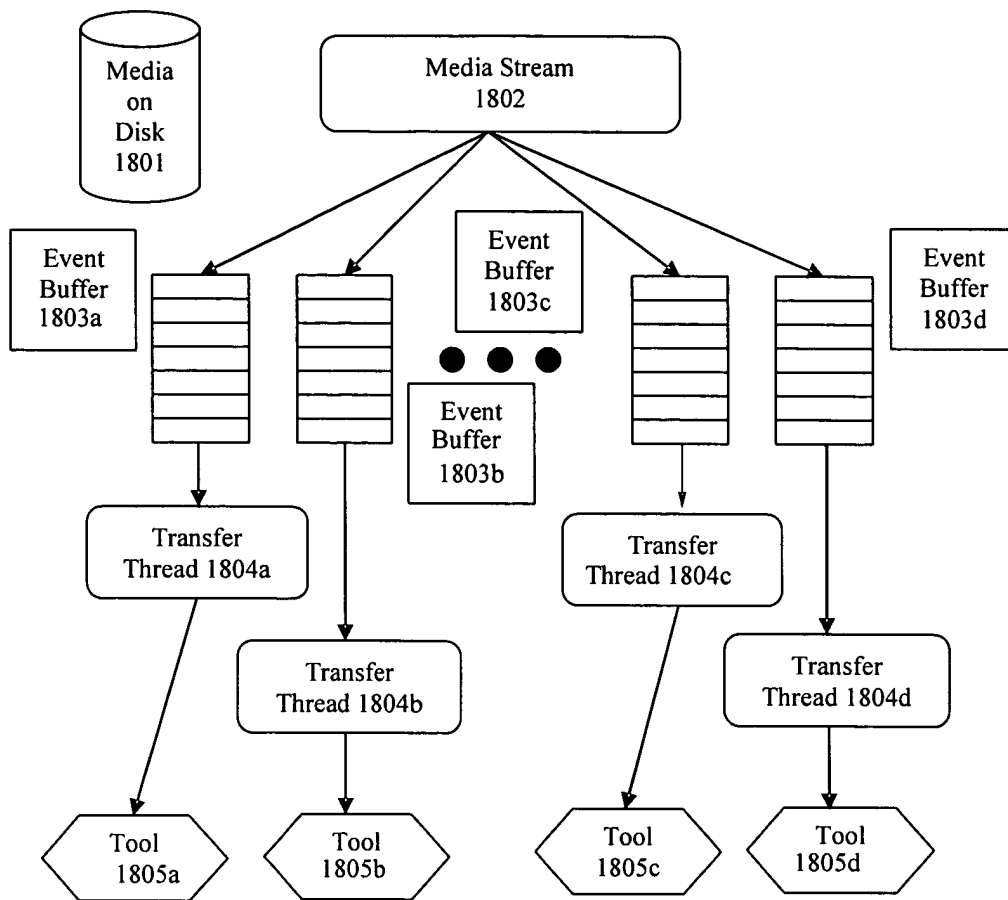 Media
on
Disk
1801
Media Stream
1802
Event
Buffer
1803a
Event
Buffer
1803c
Event
Buffer
1803d
Event
Buffer
1803b
Transfer
Thread 1804a
Transfer
Thread 1804c
Transfer
Thread 1804b
Transfer
Thread 1804d
Tool
1805a
Tool
1805b
Tool
1805c
Tool
1805d